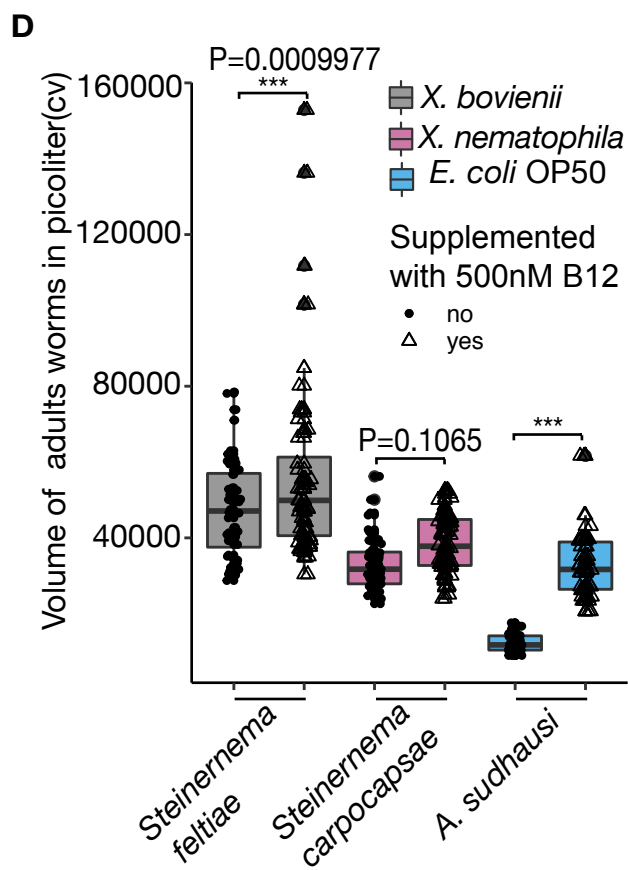 D
P=0.0009977
***
160000
120000
80000
40000
Volume of adults worms in picoliter(cv)
X. bovienii
X. nematophila
E. coli OP50
Supplemented
with 500nM B12
no
yes
P=0.1065
***
Steinernema
feltiae
Steinernema
carpocapsae
A. sudhausi